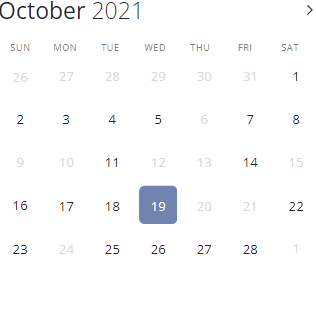 October 2021
SUN MON TUE WED THU FRI SAT
26 27 28 29 30 31 1
2 3 4 5 6 7 8
9 10 11 12 13 14 15
16 17 18 19 20 21 22
23 24 25 26 27 28 1